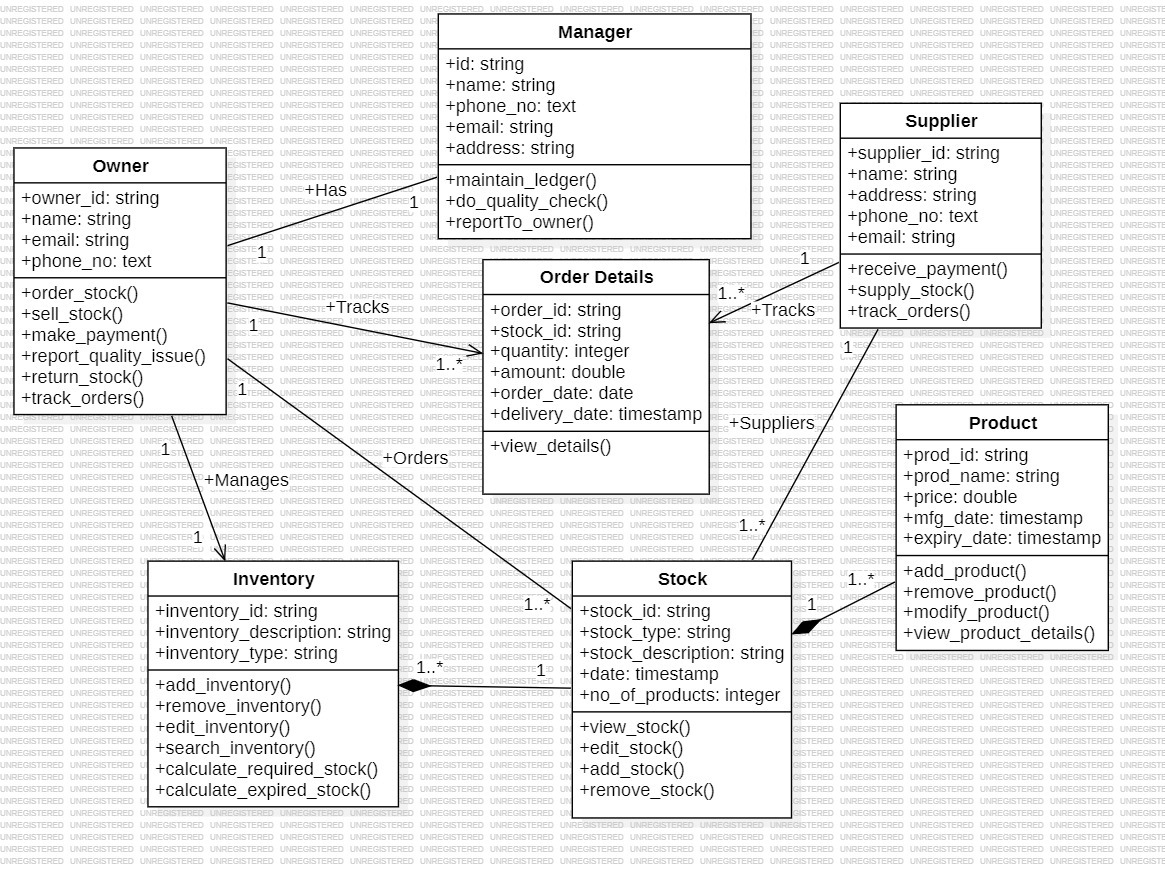 Manager
+id: string
+name: string
+phone_no: text
+email: string
+address: string
+maintain_ledger()
+do_quality_check()
+reportTo_owner()
Supplier
+supplier_id: string
+name: string
+address: string
+phone_no: text
+email: string
+receive_payment()
+supply_stock()
+track_orders()
Owner
+owner_id: string
+name: string
+email: string
+phone_no: text
+order_stock()
+sell_stock()
+make_payment()
+report_quality_issue()
+return_stock()
+track_orders()
+Has
1
1
Order Details
+order_id: string
+stock_id: string
+quantity: integer
+amount: double
+order_date: date
+delivery_date: timestamp
+view_details()
+Tracks
1
1..*
1
1..*
+Tracks
1
+Suppliers
1..*
1
+Orders
1..*
1
+Manages
1
Product
+prod_id: string
+prod_name: string
+price: double
+mfg_date: timestamp
+expiry_date: timestamp
+add_product()
+remove_product()
+modify_product()
+view_product_details()
Inventory
+inventory_id: string
+inventory_description: string
+inventory_type: string
+add_inventory()
+remove_inventory()
+edit_inventory()
+search_inventory()
+calculate_required_stock()
+calculate_expired_stock()
1..*
1
Stock
+stock_id: string
+stock_type: string
+stock_description: string
+date: timestamp
+no_of_products: integer
+view_stock()
+edit_stock()
+add_stock()
+remove_stock()
1..*
1
UNREGISTERED